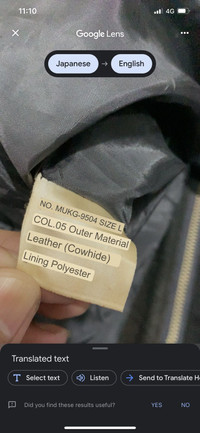 11:10
4G
Google Lens
Japanese → English
NO. MUKG-9504 SIZE L
COL.05 Outer Material
Leather (Cowhide)
Lining Polyester
Translated text
Select text
Listen
Send to Translate H
Did you find these results useful?
YES
NO